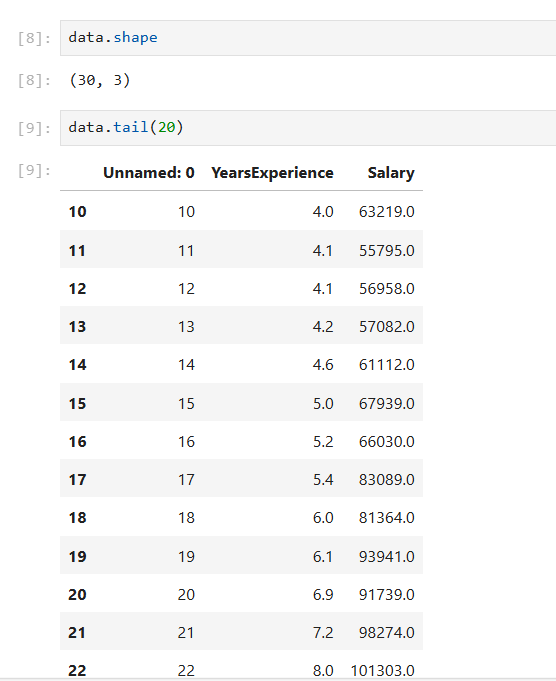 [8]: data.shape
[8]: (30, 3)
[9]: data.tail(20)
[9]:
Unnamed: 0 YearsExperience Salary
10 10 4.0 63219.0
11 11 4.1 55795.0
12 12 4.1 56958.0
13 13 4.2 57082.0
14 14 4.6 61112.0
15 15 5.0 67939.0
16 16 5.2 66030.0
17 17 5.4 83089.0
18 18 6.0 81364.0
19 19 6.1 93941.0
20 20 6.9 91739.0
21 21 7.2 98274.0
22 22 8.0 101303.0